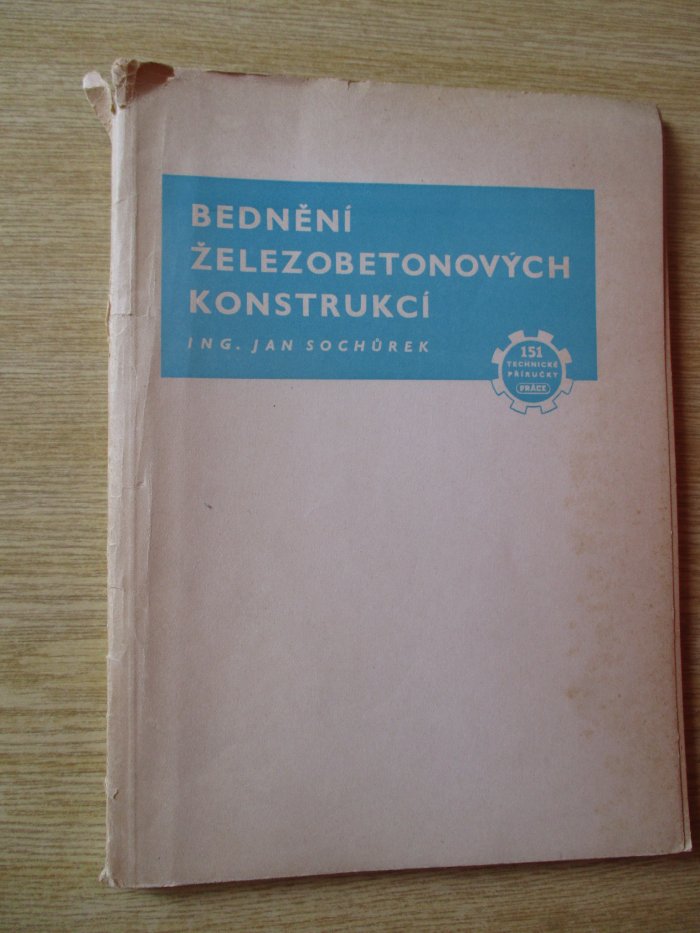 BEDNĚNÍ
ŽELEZOBETONOVÝCH
KONSTRUKCÍ
ING. JAN SOCHŮREK
151
TECHNICKÉ
PŘÍRUČKY
PRÁCE